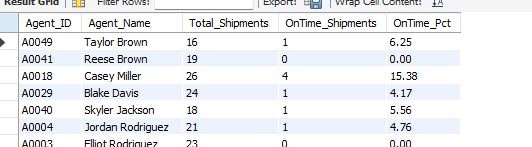 Result Grid Filter Rows: Export: Wrap Cell Content:
Agent_ID Agent_Name Total_Shipments OnTime_Shipments OnTime_Pct
A0049 Taylor Brown 16 1 6.25
A0041 Reese Brown 19 0 0.00
A0018 Casey Miller 26 4 15.38
A0029 Blake Davis 24 1 4.17
A0040 Skyler Jackson 18 1 5.56
A0004 Jordan Rodriguez 21 1 4.76
A0003 Elliot Rodriguez 23 0 0.00